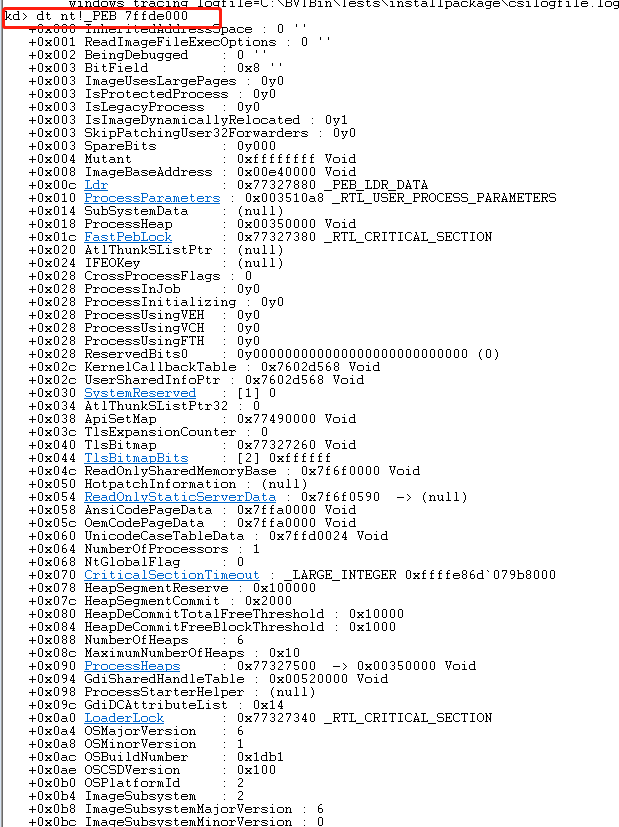 windows tracing logfile=C:\BVTBin\Tests\installpackage\csilogfile.log
kd> dt nt!_PEB 7ffde000
+0x000 InheritedAddressSpace : 0 ''
+0x001 ReadImageFileExecOptions : 0 ''
+0x002 BeingDebugged : 0 ''
+0x003 BitField : 0x8 ''
+0x003 ImageUsesLargePages : 0y0
+0x003 IsProtectedProcess : 0y0
+0x003 IsLegacyProcess : 0y0
+0x003 IsImageDynamicallyRelocated : 0y1
+0x003 SkipPatchingUser32Forwarders : 0y0
+0x003 SpareBits : 0y000
+0x004 Mutant : 0xffffffff Void
+0x008 ImageBaseAddress : 0x00e40000 Void
+0x00c Ldr : 0x77327880 _PEB_LDR_DATA
+0x010 ProcessParameters : 0x003510a8 _RTL_USER_PROCESS_PARAMETERS
+0x014 SubSystemData : (null)
+0x018 ProcessHeap : 0x00350000 Void
+0x01c FastPebLock : 0x77327380 _RTL_CRITICAL_SECTION
+0x020 AtlThunkSListPtr : (null)
+0x024 IFEOKey : (null)
+0x028 CrossProcessFlags : 0
+0x028 ProcessInJob : 0y0
+0x028 ProcessInitializing : 0y0
+0x028 ProcessUsingVEH : 0y0
+0x028 ProcessUsingVCH : 0y0
+0x028 ProcessUsingFTH : 0y0
+0x028 ReservedBits0 : 0y000000000000000000000000000 (0)
+0x02c KernelCallbackTable : 0x7602d568 Void
+0x02c UserSharedInfoPtr : 0x7602d568 Void
+0x030 SystemReserved : [1] 0
+0x034 AtlThunkSListPtr32 : 0
+0x038 ApiSetMap : 0x77490000 Void
+0x03c TlsExpansionCounter : 0
+0x040 TlsBitmap : 0x77327260 Void
+0x044 TlsBitmapBits : [2] 0xffffff
+0x04c ReadOnlySharedMemoryBase : 0x7f6f0000 Void
+0x050 HotpatchInformation : (null)
+0x054 ReadOnlyStaticServerData : 0x7f6f0590 -> (null)
+0x058 AnsiCodePageData : 0x7ffa0000 Void
+0x05c OemCodePageData : 0x7ffa0000 Void
+0x060 UnicodeCaseTableData : 0x7ffd0024 Void
+0x064 NumberOfProcessors : 1
+0x068 NtGlobalFlag : 0
+0x070 CriticalSectionTimeout : _LARGE_INTEGER 0xffffe86d`079b8000
+0x078 HeapSegmentReserve : 0x100000
+0x07c HeapSegmentCommit : 0x2000
+0x080 HeapDeCommitTotalFreeThreshold : 0x10000
+0x084 HeapDeCommitFreeBlockThreshold : 0x1000
+0x088 NumberOfHeaps : 6
+0x08c MaximumNumberOfHeaps : 0x10
+0x090 ProcessHeaps : 0x77327500 -> 0x00350000 Void
+0x094 GdiSharedHandleTable : 0x00520000 Void
+0x098 ProcessStarterHelper : (null)
+0x09c GdiDCAttributeList : 0x14
+0x0a0 LoaderLock : 0x77327340 _RTL_CRITICAL_SECTION
+0x0a4 OSMajorVersion : 6
+0x0a8 OSMinorVersion : 1
+0x0ac OSBuildNumber : 0x1db1
+0x0ae OSCSDVersion : 0x100
+0x0b0 OSPlatformId : 2
+0x0b4 ImageSubsystem : 2
+0x0b8 ImageSubsystemMajorVersion : 6
+0x0bc ImageSubsystemMinorVersion : 0